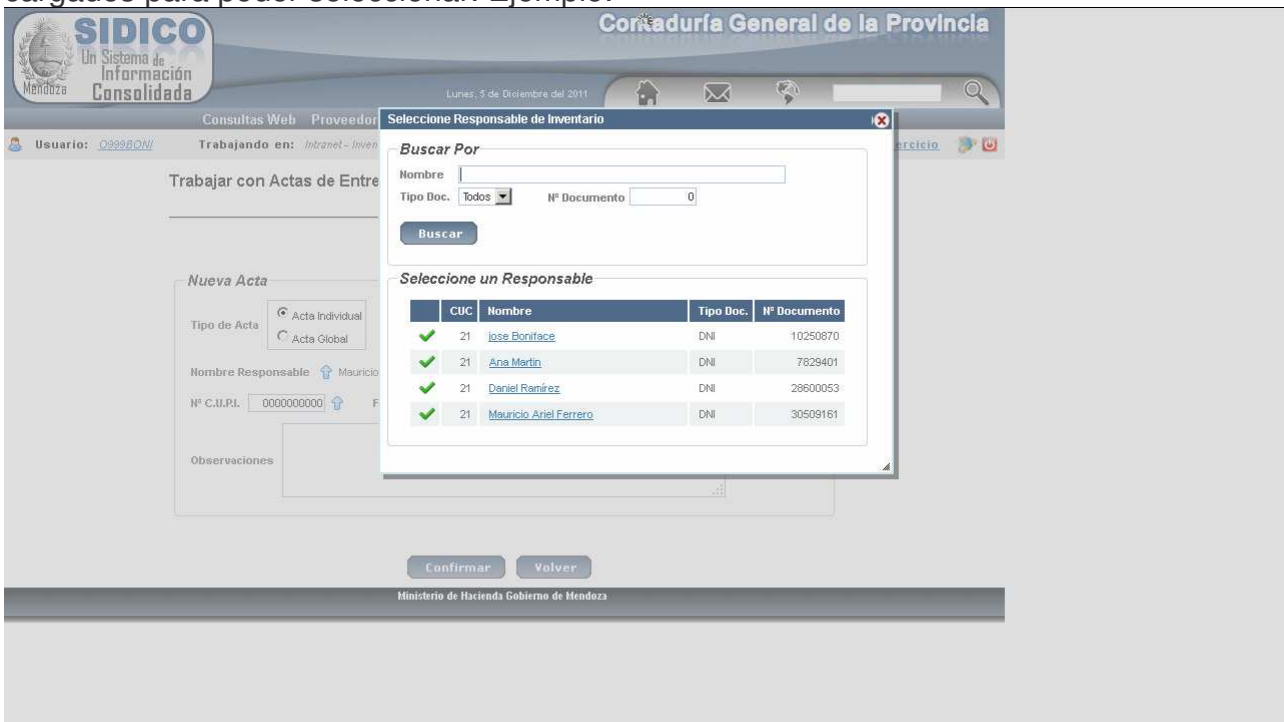 cargados para poder seleccionar. Ejemplo:
SIDICO
Un Sistema de
Información
Consolidada
Mendoza
Contaduría General de la Provincia
Lunes, 5 de Diciembre del 2011
Consultas Web Proveedor
Usuario: O999BONI Trabajando en: Intranet - Inven
ercicio
Trabajar con Actas de Entre
Seleccione Responsable de Inventario
Buscar Por
Nombre
Tipo Doc. Todos Nº Documento 0
Buscar
Seleccione un Responsable
CUC Nombre Tipo Doc. Nº Documento
21 jose Boniface DNI 10250870
21 Ana Martin DNI 7829401
21 Daniel Ramírez DNI 28600053
21 Mauricio Ariel Ferrero DNI 30509161
Nueva Acta
Tipo de Acta Acta Individual
Acta Global
Nombre Responsable Mauricio
Nº C.U.P.I. 0000000000 F
Observaciones
Confirmar Volver
Ministerio de Hacienda Gobierno de Mendoza